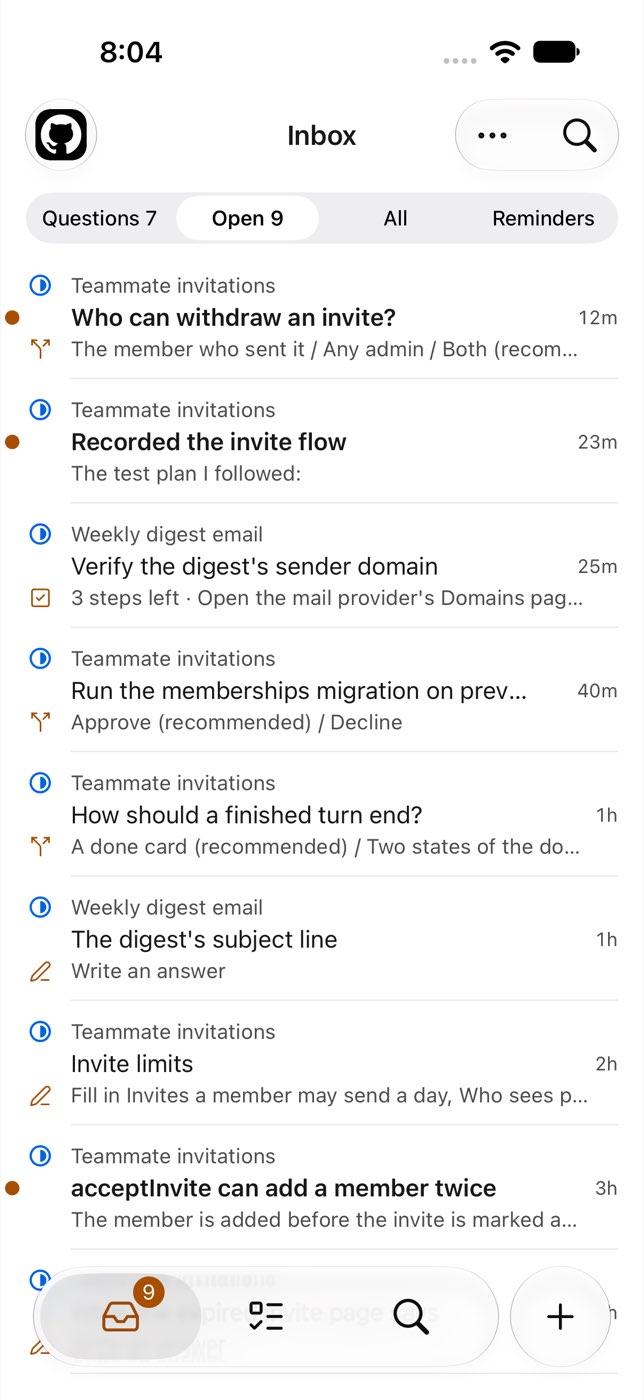 8:04
Inbox
Questions 7
Open 9
All
Reminders
Teammate invitations
Who can withdraw an invite?
12m
The member who sent it / Any admin / Both (recom...
Teammate invitations
Recorded the invite flow
23m
The test plan I followed:
Weekly digest email
Verify the digest's sender domain
25m
3 steps left · Open the mail provider's Domains pag...
Teammate invitations
Run the memberships migration on prev...
40m
Approve (recommended) / Decline
Teammate invitations
How should a finished turn end?
1h
A done card (recommended) / Two states of the do...
Weekly digest email
The digest's subject line
1h
Write an answer
Teammate invitations
Invite limits
2h
Fill in Invites a member may send a day, Who sees p...
Teammate invitations
acceptInvite can add a member twice
3h
The member is added before the invite is marked a...
9